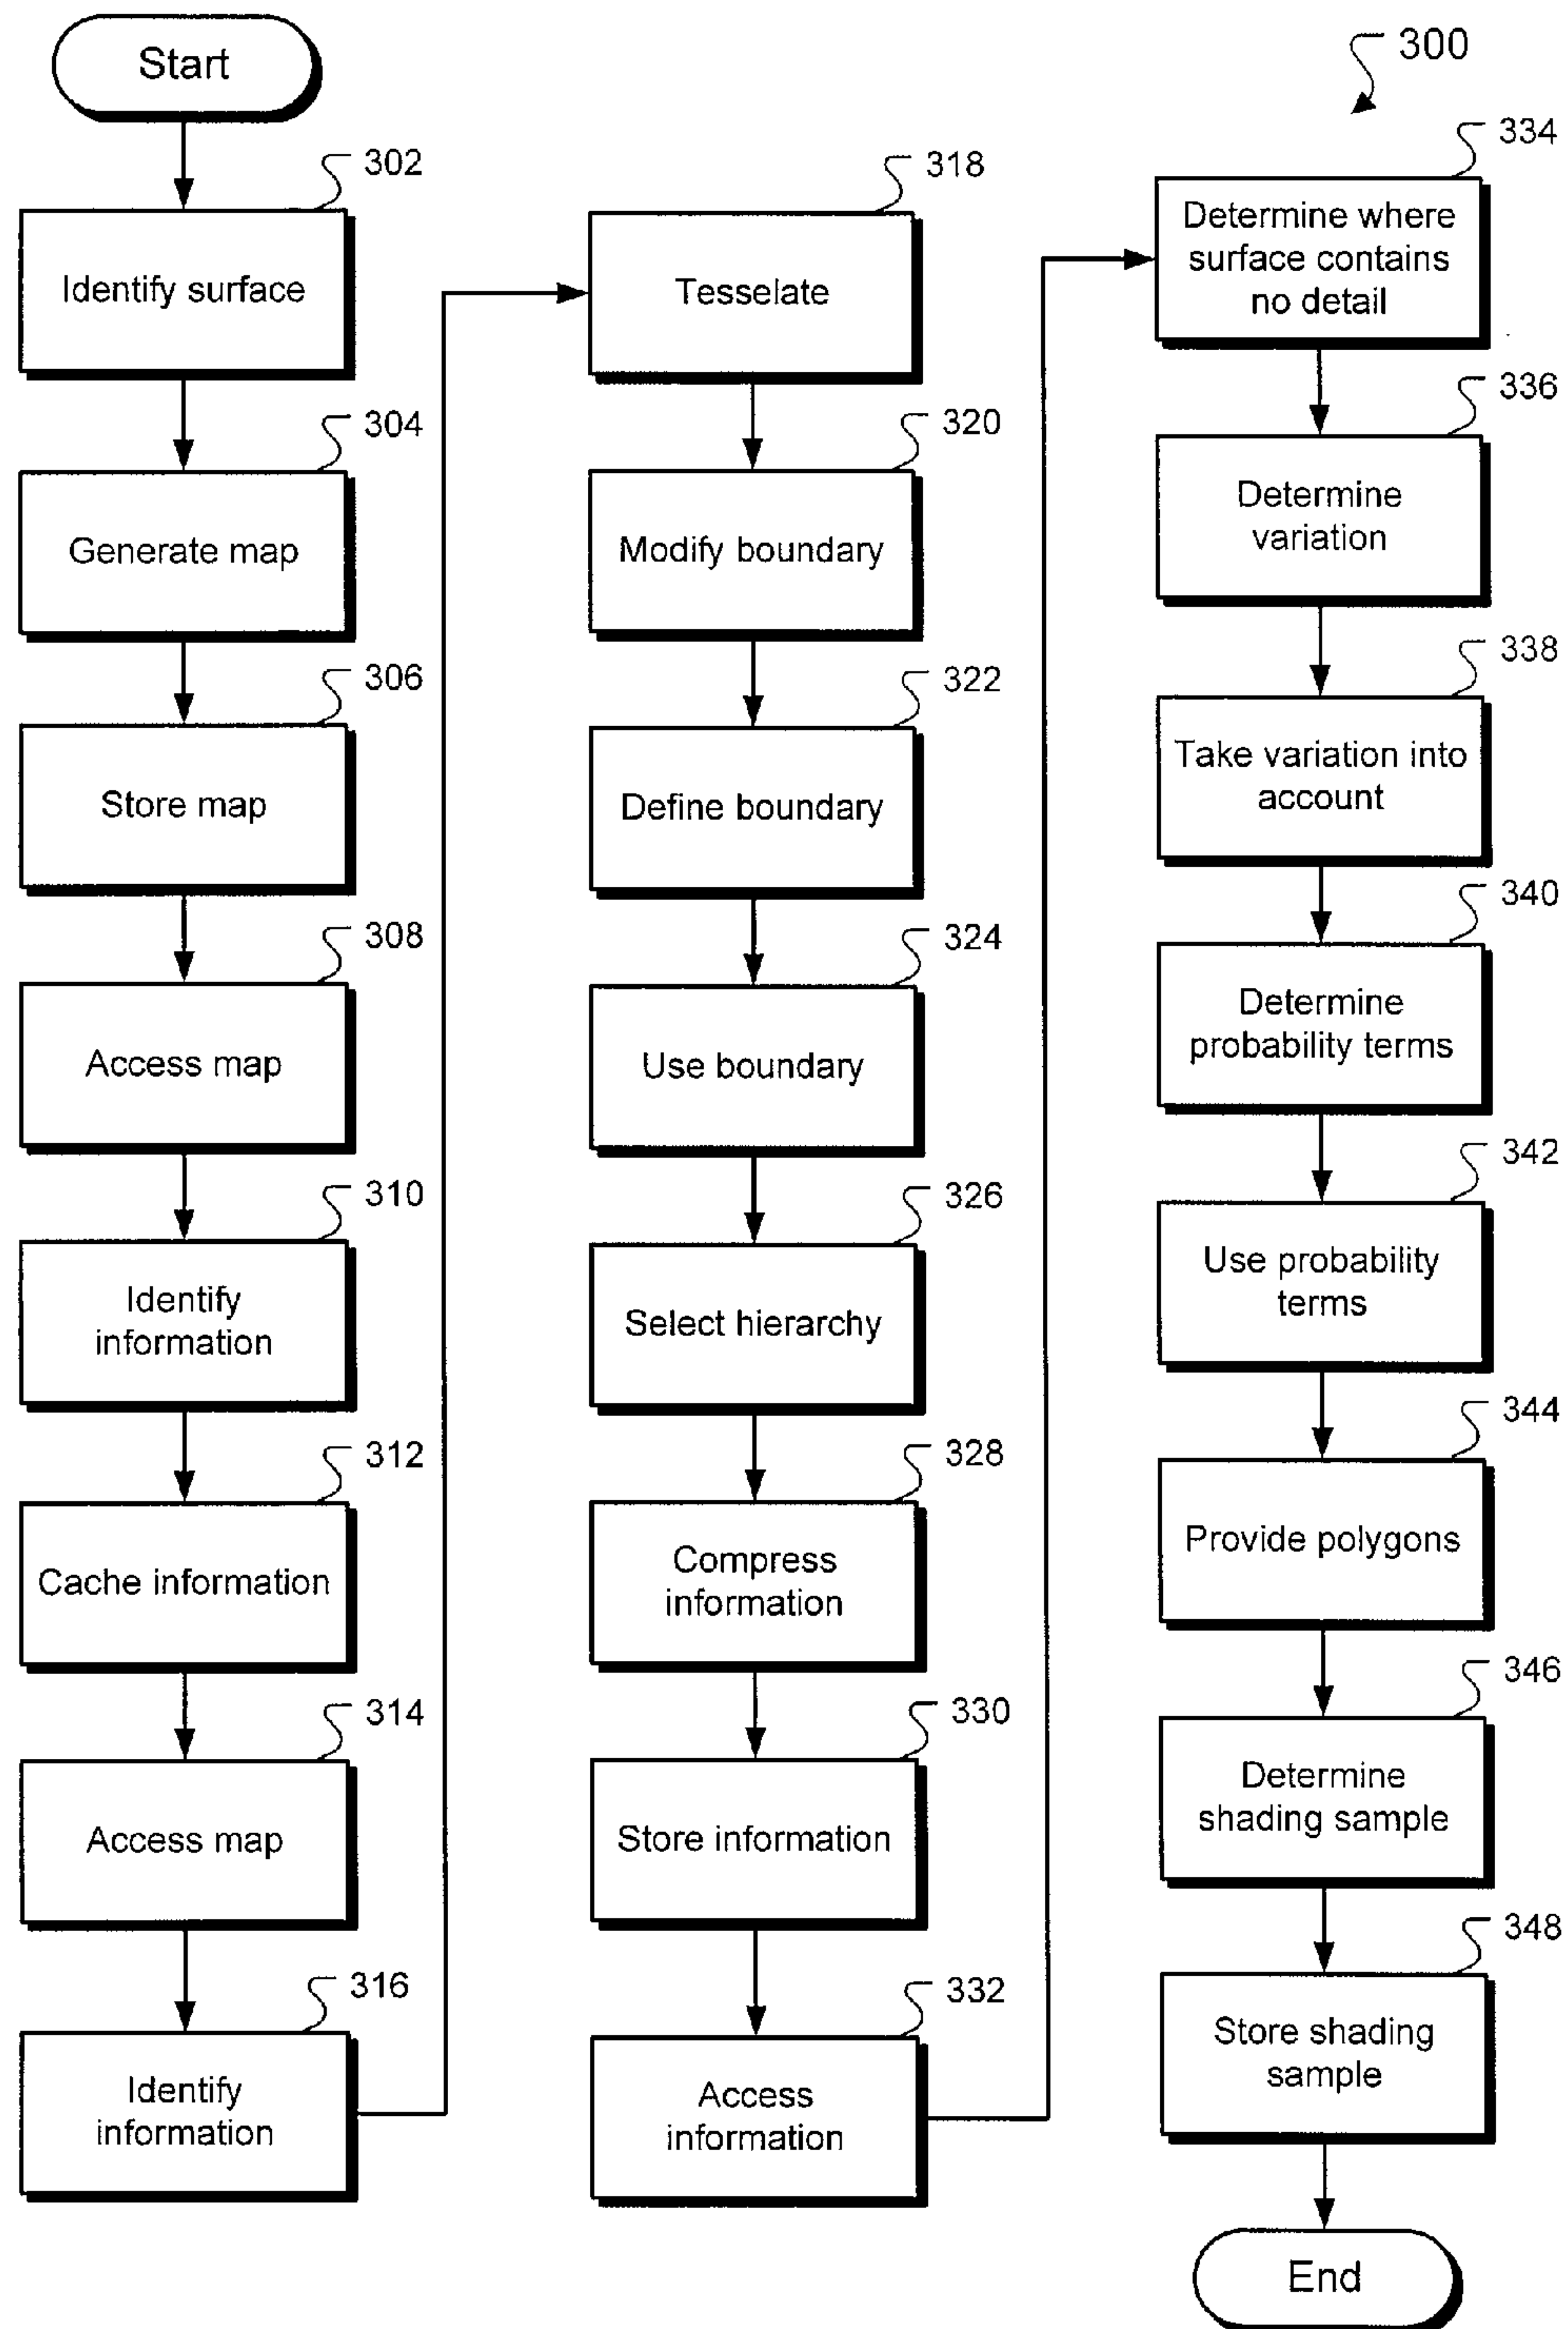 Start
302
Identify surface
304
Generate map
306
Store map
308
Access map
310
Identify
information
312
Cache information
314
Access map
316
Identify
information
318
Tesselate
320
Modify boundary
322
Define boundary
324
Use boundary
326
Select hierarchy
328
Compress
information
330
Store information
332
Access
information
300
334
Determine where
surface contains
no detail
336
Determine
variation
338
Take variation into
account
340
Determine
probability terms
342
Use probability
terms
344
Provide polygons
346
Determine
shading sample
348
Store shading
sample
End